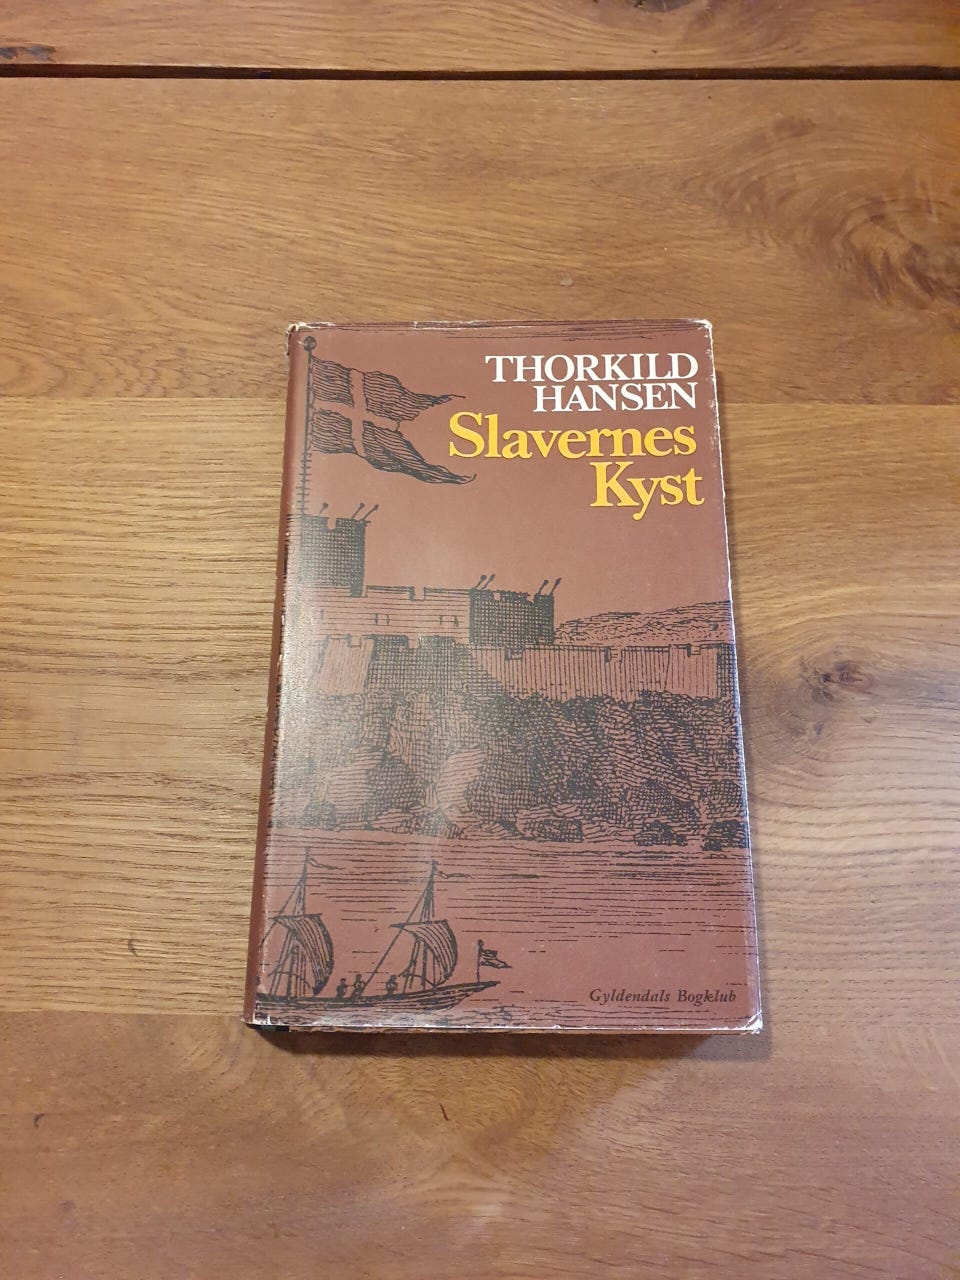 THORKILD
HANSEN
Slavernes
Kyst
Gyldendals Bogklub